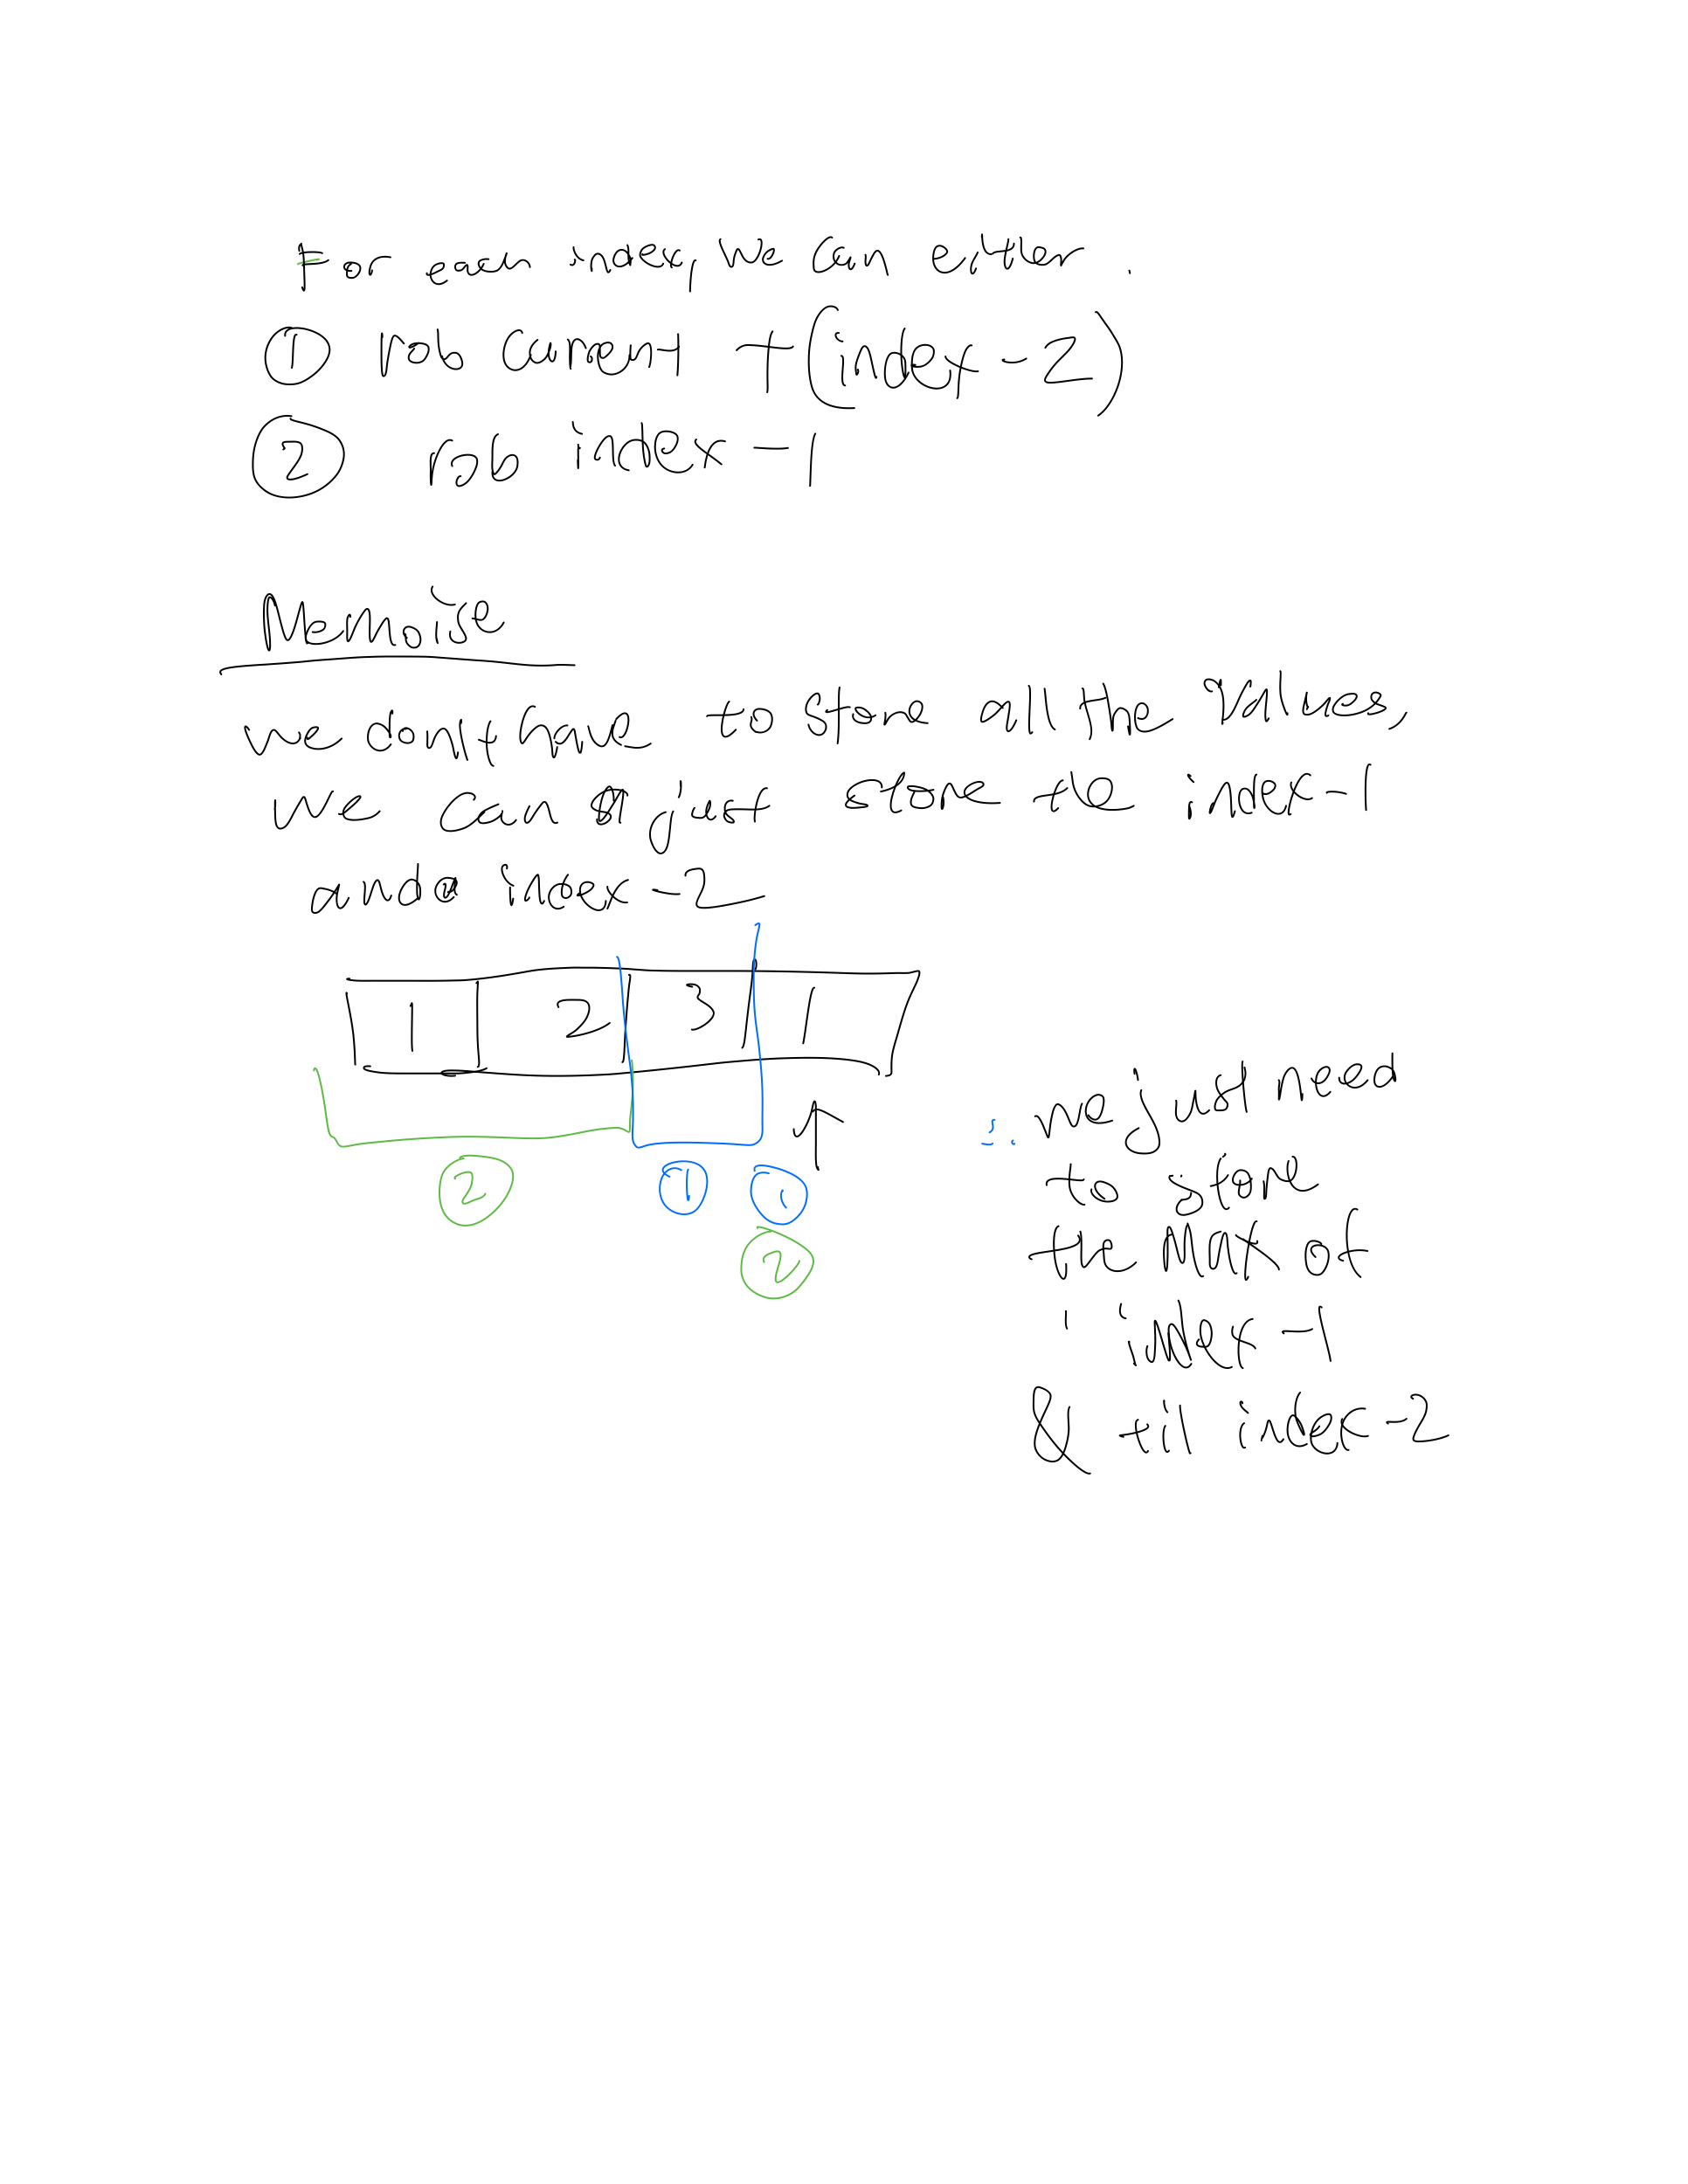 For each index, we can either.
① rob current + (index - 2)
② rob index - 1
Memoise
we don't have to store all the values,
we can just store the index-1
and index-2
1 2 3 1
② ① ①
②
∴ we just need
to store
the max of
index-1
& til index-2